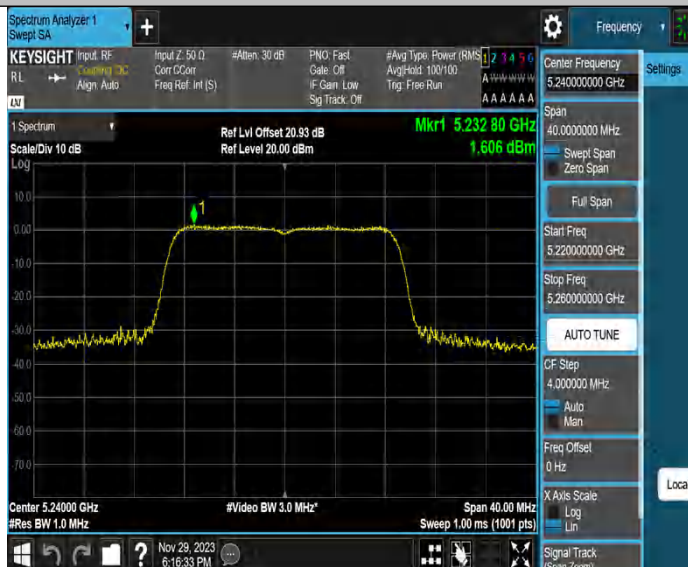 Spectrum Analyzer 1
Swept SA
Frequency
KEYSIGHT Input: RF Input Z: 50 Ω #Atten: 30 dB PNO: Fast #Avg Type: Power (RMS 1 2 3 4 5 6
RL Coupling: DC Corr CCorr Gate: Off Avg|Hold: 100/100 A W W W W W
Align: Auto Freq Ref: Int (S) IF Gain: Low Trig: Free Run
Sig Track: Off A A A A A A
LXI
1 Spectrum
Scale/Div 10 dB
Ref Lvl Offset 20.93 dB
Ref Level 20.00 dBm
Mkr1 5.232 80 GHz
1.606 dBm
Log
10.0
0.00
-10.0
-20.0
-30.0
-40.0
-50.0
-60.0
-70.0
1
Center 5.24000 GHz
#Res BW 1.0 MHz
#Video BW 3.0 MHz*
Span 40.00 MHz
Sweep 1.00 ms (1001 pts)
Nov 29, 2023
6:16:33 PM
Center Frequency
5.240000000 GHz
Settings
Span
40.0000000 MHz
Swept Span
Zero Span
Full Span
Start Freq
5.220000000 GHz
Stop Freq
5.260000000 GHz
AUTO TUNE
CF Step
4.000000 MHz
Auto
Man
Freq Offset
0 Hz
X Axis Scale
Log
Lin
Loca
Signal Track
(Span Zoom)